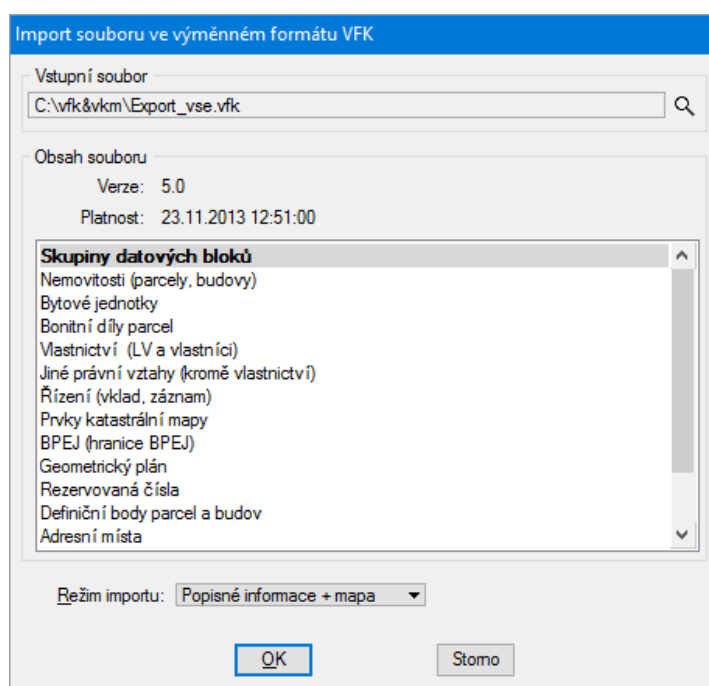 Import souboru ve výměnném formátu VFK
Vstupní soubor
C:\vfk&vkm\Export_vse.vfk
Obsah souboru
Verze: 5.0
Platnost: 23.11.2013 12:51:00
Skupiny datových bloků
Nemovitosti (parcely, budovy)
Bytové jednotky
Bonitní díly parcel
Vlastnictví (LV a vlastníci)
Jiné právní vztahy (kromě vlastnictví)
Řízení (vklad, záznam)
Prvky katastrální mapy
BPEJ (hranice BPEJ)
Geometrický plán
Rezervovaná čísla
Definiční body parcel a budov
Adresní místa
Režim importu: Popisné informace + mapa
OK Storno